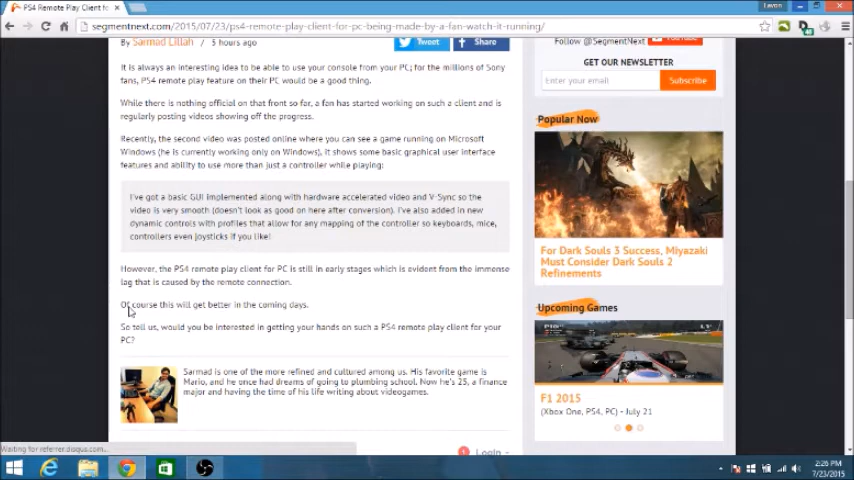 PS4 Remote Play Client fo
Lavon
segmentnext.com/2015/07/23/ps4-remote-play-client-for-pc-being-made-by-a-fan-watch-it-running/
By Sarmad Lillah / 5 hours ago
Tweet
Share
It is always an interesting idea to be able to use your console from your PC; for the millions of Sony
fans, PS4 remote play feature on their PC would be a good thing.
While there is nothing official on that front so far, a fan has started working on such a client and is
regularly posting videos showing off the progress.
Recently, the second video was posted online where you can see a game running on Microsoft
Windows (he is currently working only on Windows), it shows some basic graphical user interface
features and ability to use more than just a controller while playing:
I've got a basic GUI implemented along with hardware accelerated video and V-Sync so the
video is very smooth (doesn't look as good on here after conversion). I've also added in new
dynamic controls with profiles that allow for any mapping of the controller so keyboards, mice,
controllers even joysticks if you like!
However, the PS4 remote play client for PC is still in early stages which is evident from the immense
lag that is caused by the remote connection.
Of course this will get better in the coming days.
So tell us, would you be interested in getting your hands on such a PS4 remote play client for your
PC?
Sarmad is one of the more refined and cultured among us. His favorite game is
Mario, and he once had dreams of going to plumbing school. Now he's 25, a finance
major and having the time of his life writing about videogames.
1 Login
Follow @SegmentNext
YouTube
GET OUR NEWSLETTER
Enter your email
Subscribe
Popular Now
For Dark Souls 3 Success, Miyazaki
Must Consider Dark Souls 2
Refinements
Upcoming Games
F1 2015
(Xbox One, PS4, PC) - July 21
Waiting for referrer.disqus.com...
2:26 PM
7/23/2015